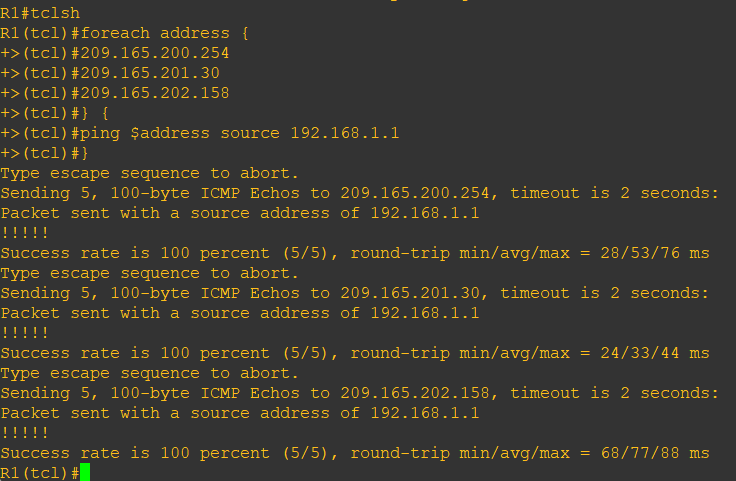 R1#tclsh
R1(tcl)#foreach address {
+>(tcl)#209.165.200.254
+>(tcl)#209.165.201.30
+>(tcl)#209.165.202.158
+>(tcl)#} {
+>(tcl)#ping $address source 192.168.1.1
+>(tcl)#}
Type escape sequence to abort.
Sending 5, 100-byte ICMP Echos to 209.165.200.254, timeout is 2 seconds:
Packet sent with a source address of 192.168.1.1
!!!!!
Success rate is 100 percent (5/5), round-trip min/avg/max = 28/53/76 ms
Type escape sequence to abort.
Sending 5, 100-byte ICMP Echos to 209.165.201.30, timeout is 2 seconds:
Packet sent with a source address of 192.168.1.1
!!!!!
Success rate is 100 percent (5/5), round-trip min/avg/max = 24/33/44 ms
Type escape sequence to abort.
Sending 5, 100-byte ICMP Echos to 209.165.202.158, timeout is 2 seconds:
Packet sent with a source address of 192.168.1.1
!!!!!
Success rate is 100 percent (5/5), round-trip min/avg/max = 68/77/88 ms
R1(tcl)#